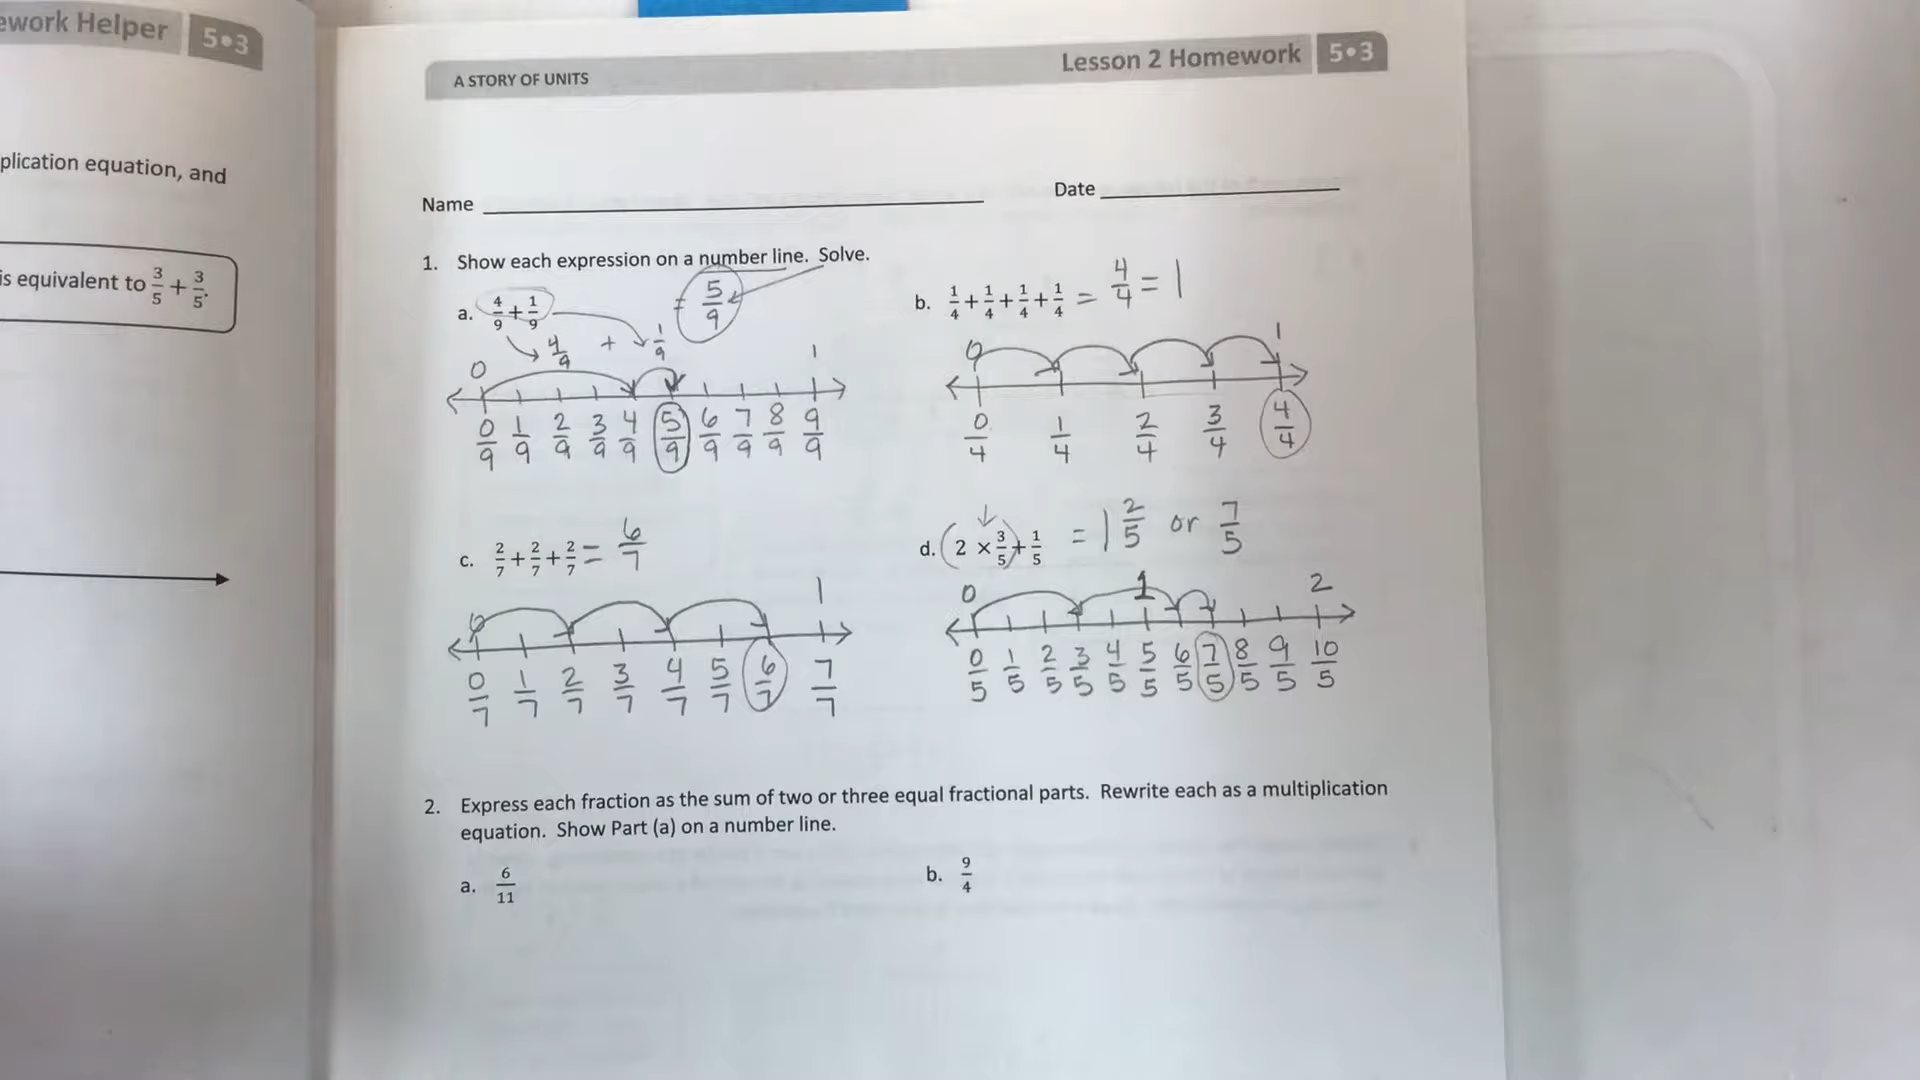 ework Helper 5•3
plication equation, and
is equivalent to 3/5 + 3/5.
A STORY OF UNITS Lesson 2 Homework 5•3
Name Date
1. Show each expression on a number line. Solve.
a. 4/9 + 1/9 = 5/9
4/9 + 1/9
0 1
0/9 1/9 2/9 3/9 4/9 5/9 6/9 7/9 8/9 9/9
b. 1/4 + 1/4 + 1/4 + 1/4 = 4/4 = 1
0 1
0/4 1/4 2/4 3/4 4/4
c. 2/7 + 2/7 + 2/7 = 6/7
0 1
0/7 1/7 2/7 3/7 4/7 5/7 6/7 7/7
d. (2 × 3/5) + 1/5 = 1 2/5 or 7/5
0 1 2
0/5 1/5 2/5 3/5 4/5 5/5 6/5 7/5 8/5 9/5 10/5
2. Express each fraction as the sum of two or three equal fractional parts. Rewrite each as a multiplication
equation. Show Part (a) on a number line.
a. 6/11
b. 9/4